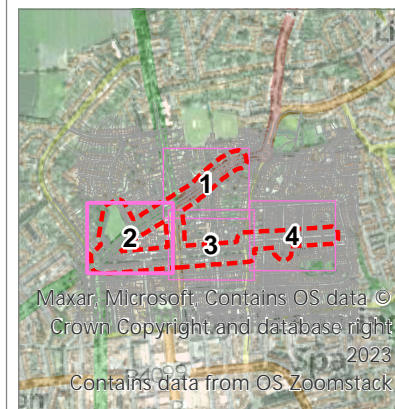 1
2
3
4
Maxar, Microsoft, Contains OS data ©
Crown Copyright and database right
2023
Contains data from OS Zoomstack
B4099